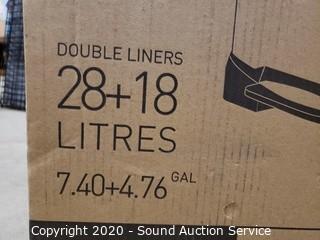 DOUBLE LINERS
28+18
LITRES
7.40+4.76 GAL
Copyright 2020 - Sound Auction Service